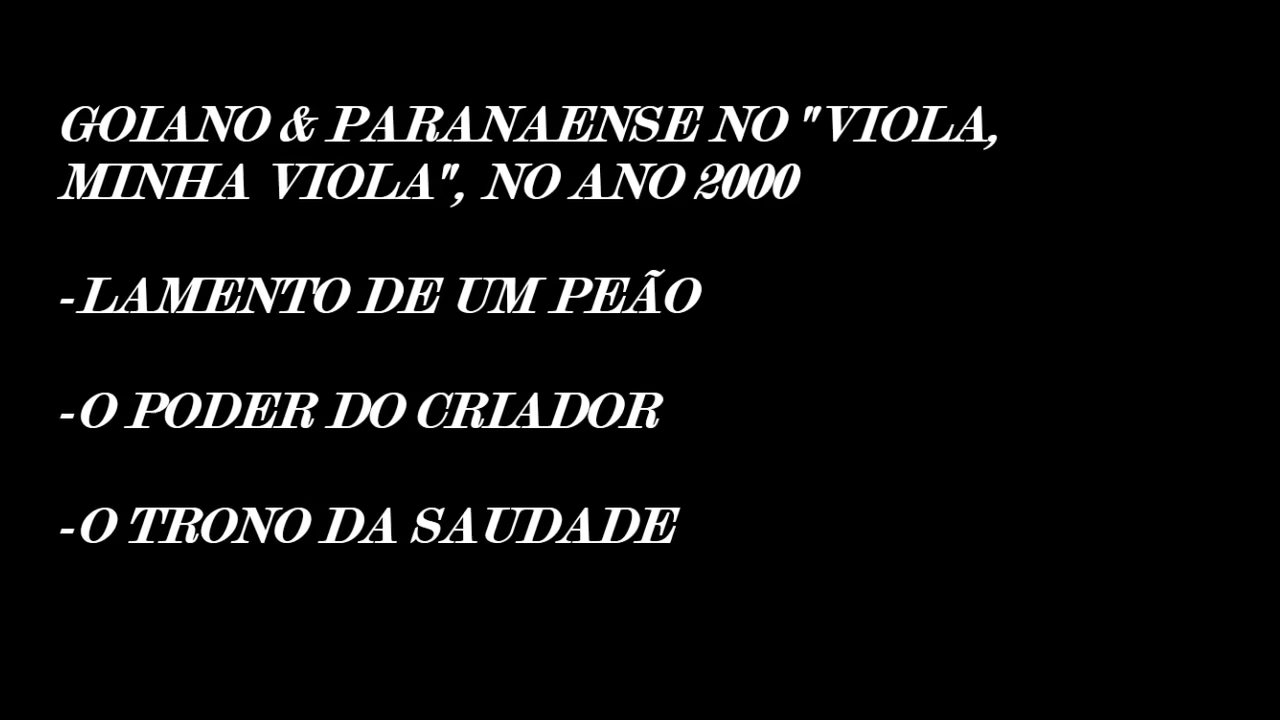 GOIANO & PARANAENSE NO "VIOLA,
MINHA VIOLA", NO ANO 2000
-LAMENTO DE UM PEÃO
-O PODER DO CRIADOR
-O TRONO DA SAUDADE